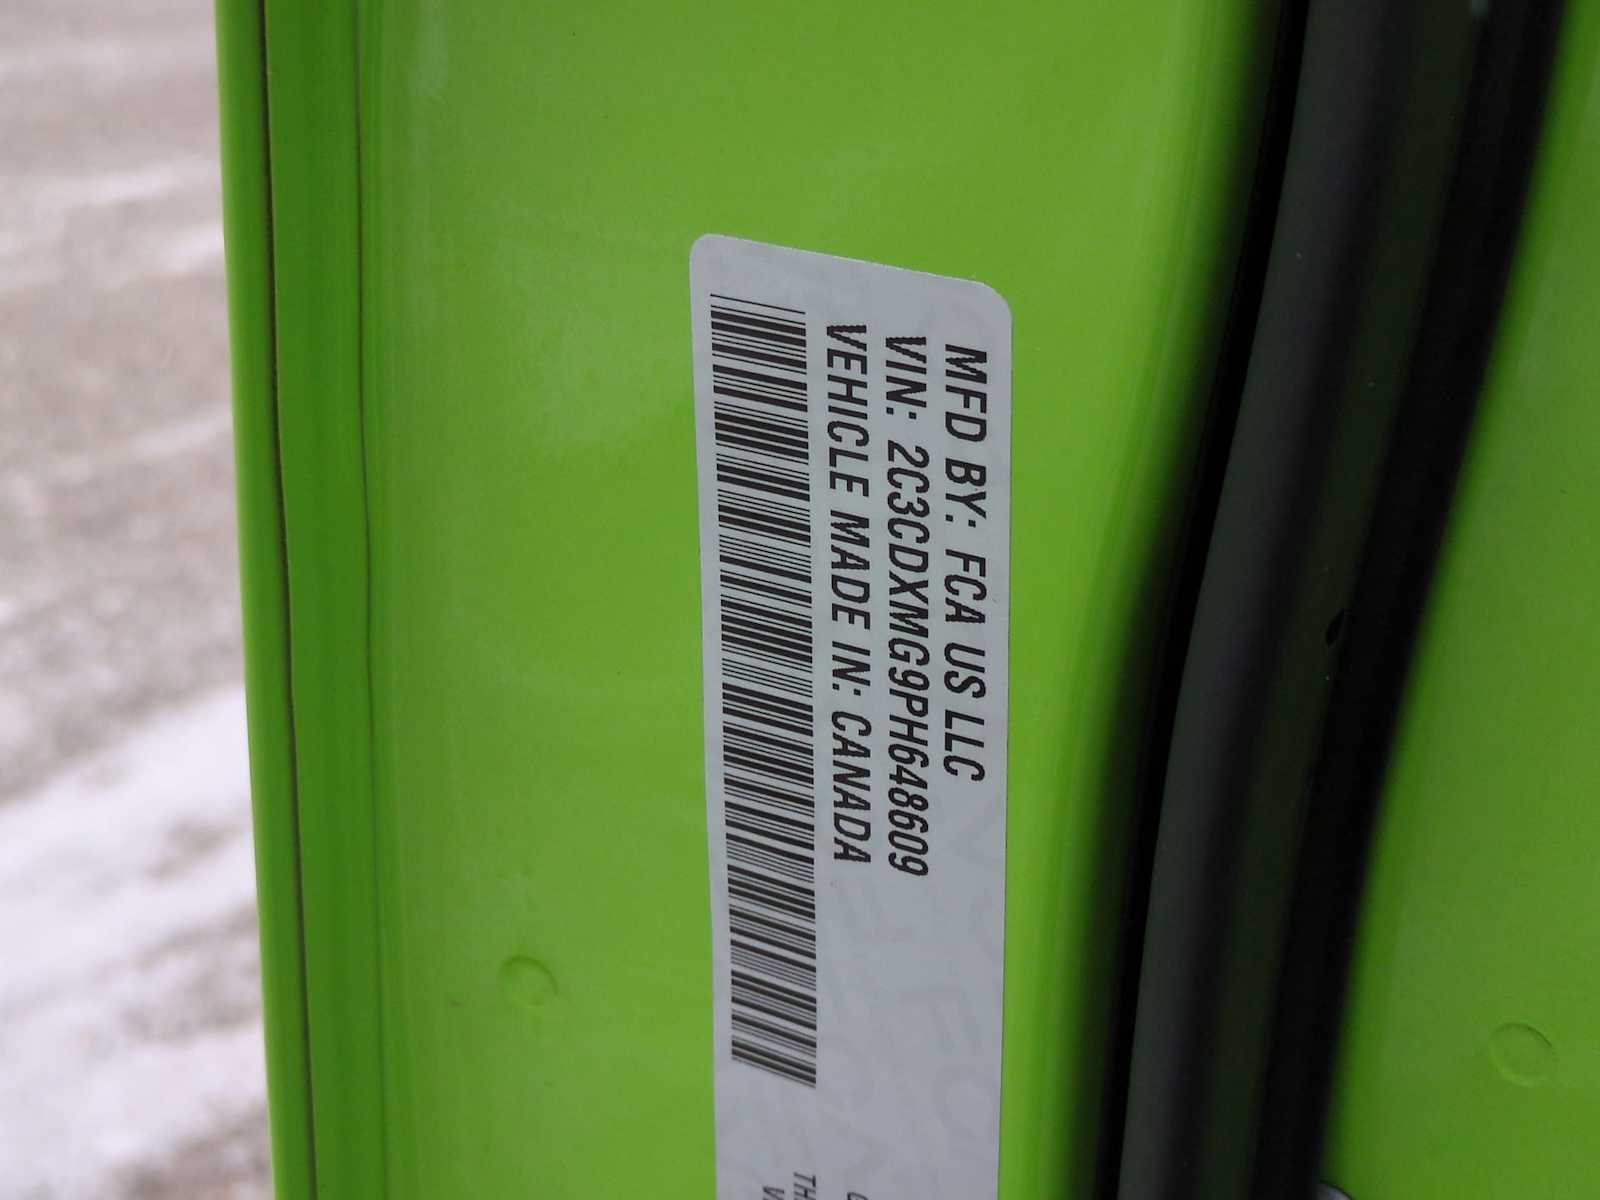 MFD BY: FCA US LLC
VIN: 2C3CDXMG9PH648609
VEHICLE MADE IN: CANADA